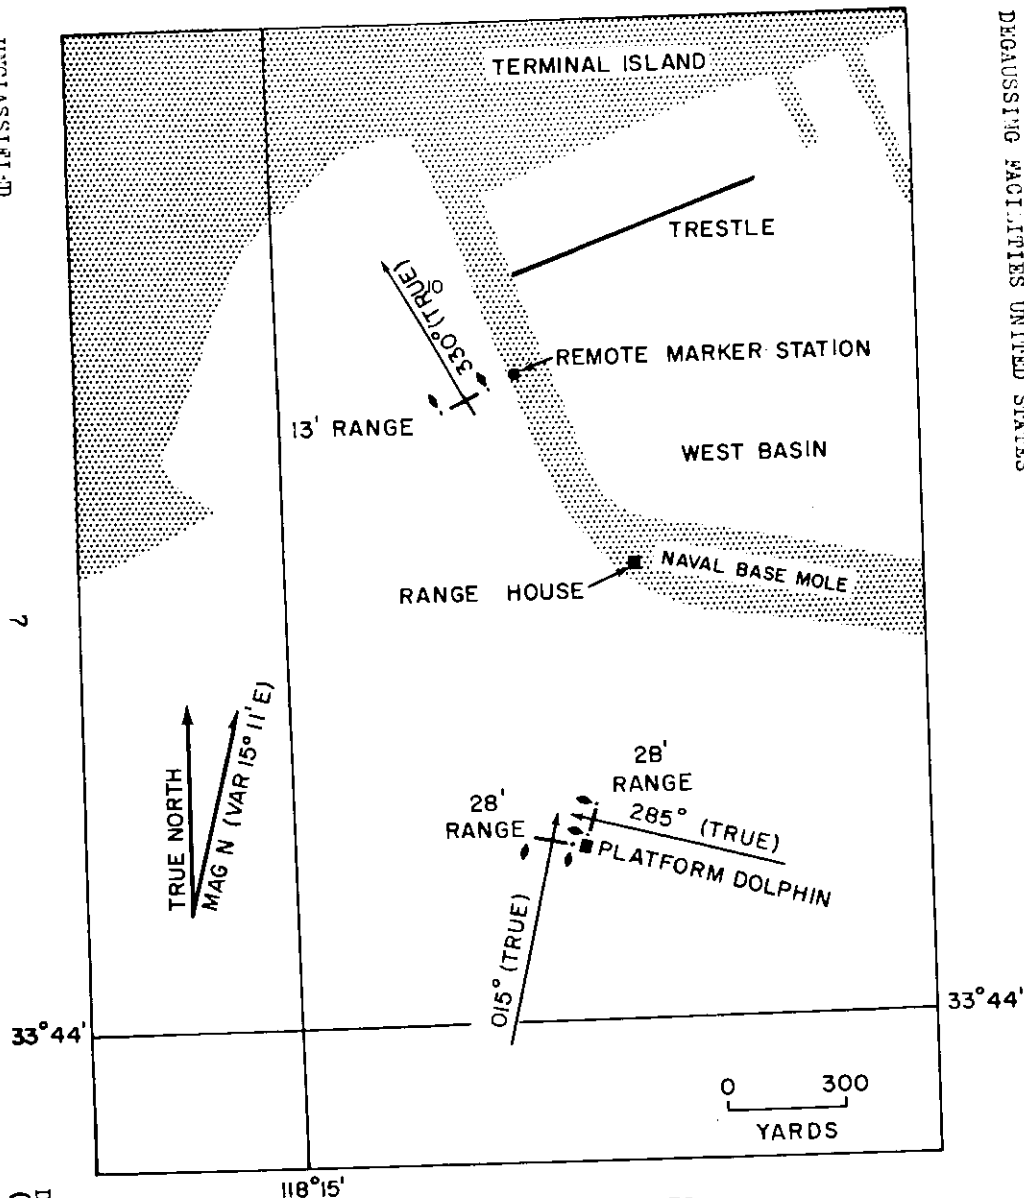 DEGAUSSING FACILITIES UNITED STATES
UNCLASSIFIED
TERMINAL ISLAND
TRESTLE
330° (TRUE)
10
REMOTE MARKER STATION
13' RANGE
WEST BASIN
NAVAL BASE MOLE
RANGE HOUSE
7
TRUE NORTH
MAG N (VAR 15° 11' E)
28'
RANGE
28'
RANGE
285° (TRUE)
PLATFORM DOLPHIN
015° (TRUE)
33°44'
33°44'
0 300
YARDS
118°15'